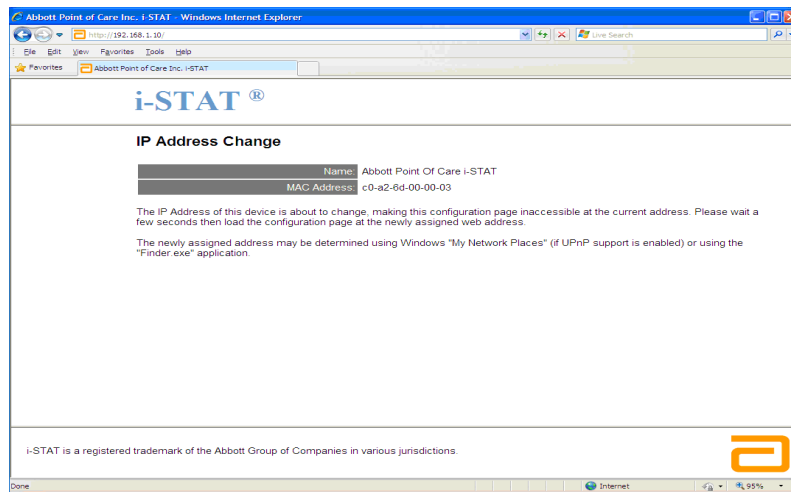 Abbott Point of Care Inc. i-STAT - Windows Internet Explorer
http://192.168.1.10/
Live Search
File Edit View Favorites Tools Help
Favorites Abbott Point of Care Inc. i-STAT
i-STAT ®
IP Address Change
Name: Abbott Point Of Care i-STAT
MAC Address: c0-a2-6d-00-00-03
The IP Address of this device is about to change, making this configuration page inaccessible at the current address. Please wait a
few seconds then load the configuration page at the newly assigned web address.
The newly assigned address may be determined using Windows "My Network Places" (if UPnP support is enabled) or using the
"Finder.exe" application.
i-STAT is a registered trademark of the Abbott Group of Companies in various jurisdictions.
Done Internet 95%